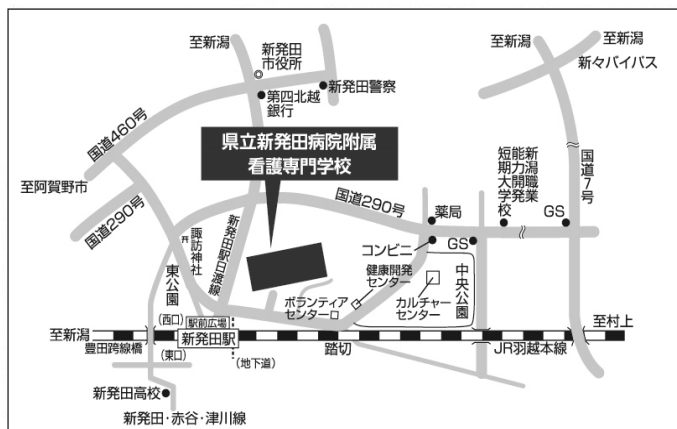 至新潟
新発田
市役所
新発田警察
第四北越
銀行
至新潟
至新潟
新々バイパス
国道460号
県立新発田病院附属
看護専門学校
至阿賀野市
国道290号
諏訪神社
新発田駅日渡線
国道290号
薬局
新潟職業
能力開発
短期大学校
GS
国道7号
コンビニ
GS
健康開発
センター
中央公園
カルチャー
センター
ボランティア
センター
東公園
(西口)
駅前広場
至新潟
豊田跨線橋
新発田駅
(東口)
(地下道)
踏切
JR羽越本線
至村上
新発田高校
新発田・赤谷・津川線